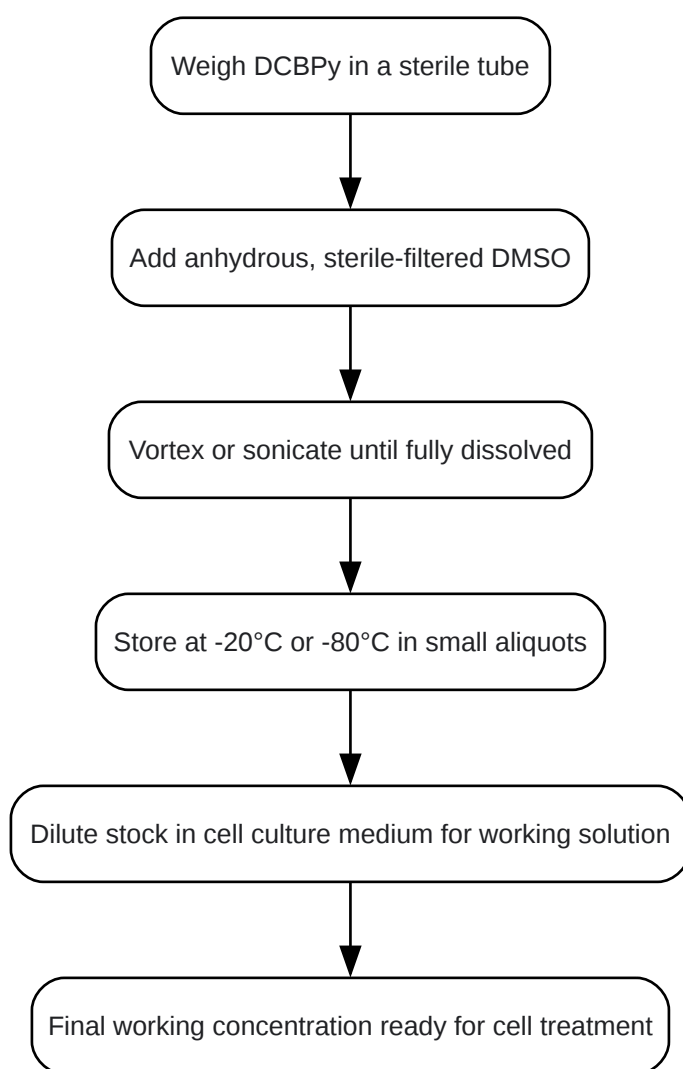 Weigh DCBPy in a sterile tube
Add anhydrous, sterile-filtered DMSO
Vortex or sonicate until fully dissolved
Store at -20°C or -80°C in small aliquots
Dilute stock in cell culture medium for working solution
Final working concentration ready for cell treatment